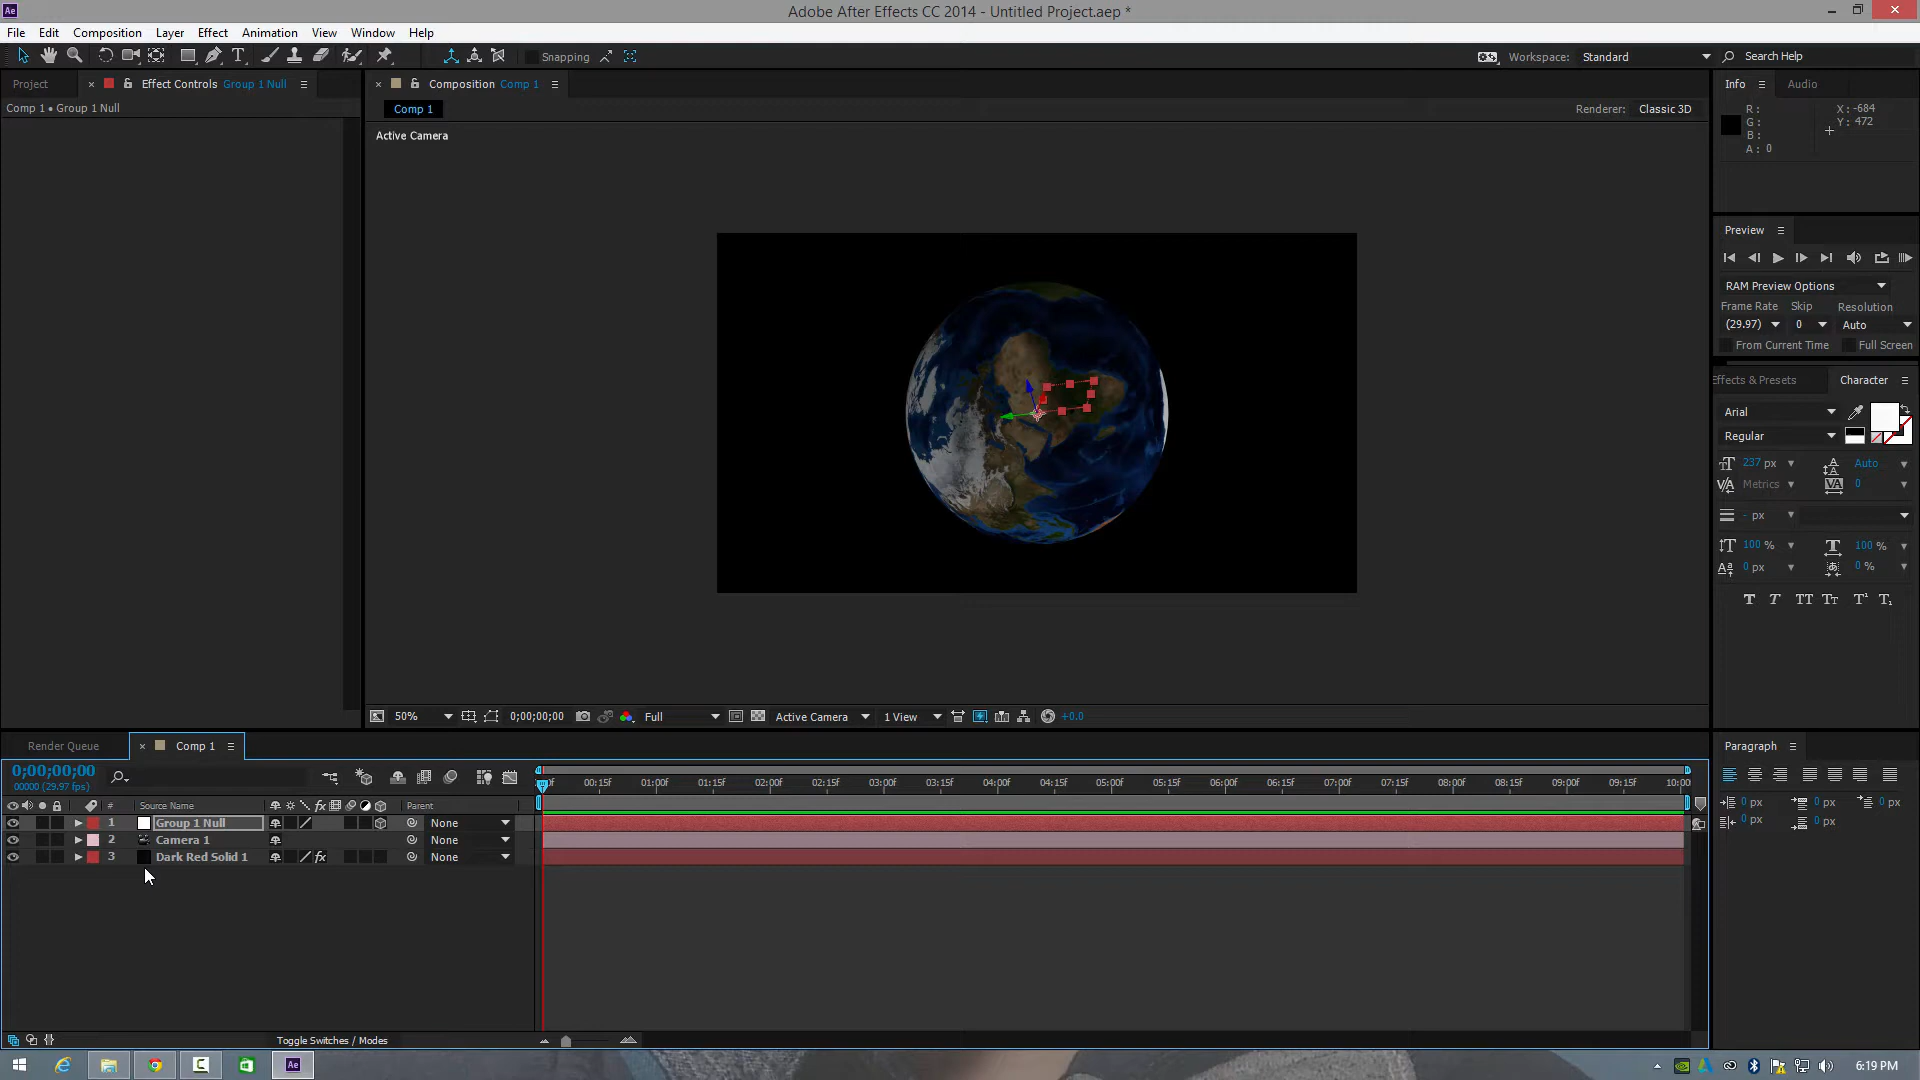 Ae
Adobe After Effects CC 2014 - Untitled Project.aep *
File Edit Composition Layer Effect Animation View Window Help
T Snapping Workspace: Standard Search Help
Project × Effect Controls Group 1 Null
Comp 1 • Group 1 Null
× Composition Comp 1
Comp 1 Renderer: Classic 3D
Active Camera
Info Audio
R :
G :
B :
A : 0
X : -684
Y : 472
Preview
RAM Preview Options
Frame Rate Skip Resolution
(29.97) 0 Auto
From Current Time Full Screen
Effects & Presets Character
Arial
Regular
237 px Auto
Metrics 0
- px
100 % 100 %
0 px 0 %
T T TT Tt T¹ T₁
50% 0;00;00;00 Full Active Camera 1 View +0.0
Render Queue × Comp 1
0;00;00;00
00000 (29.97 fps)
# Source Name fx Parent
1 Group 1 Null None
2 Camera 1 None
3 Dark Red Solid 1 fx None
00:15f 01:00f 01:15f 02:00f 02:15f 03:00f 03:15f 04:00f 04:15f 05:00f 05:15f 06:00f 06:15f 07:00f 07:15f 08:00f 08:15f 09:00f 09:15f 10:00
Toggle Switches / Modes
Paragraph
0 px 0 px 0 px
0 px 0 px
Ae
6:19 PM